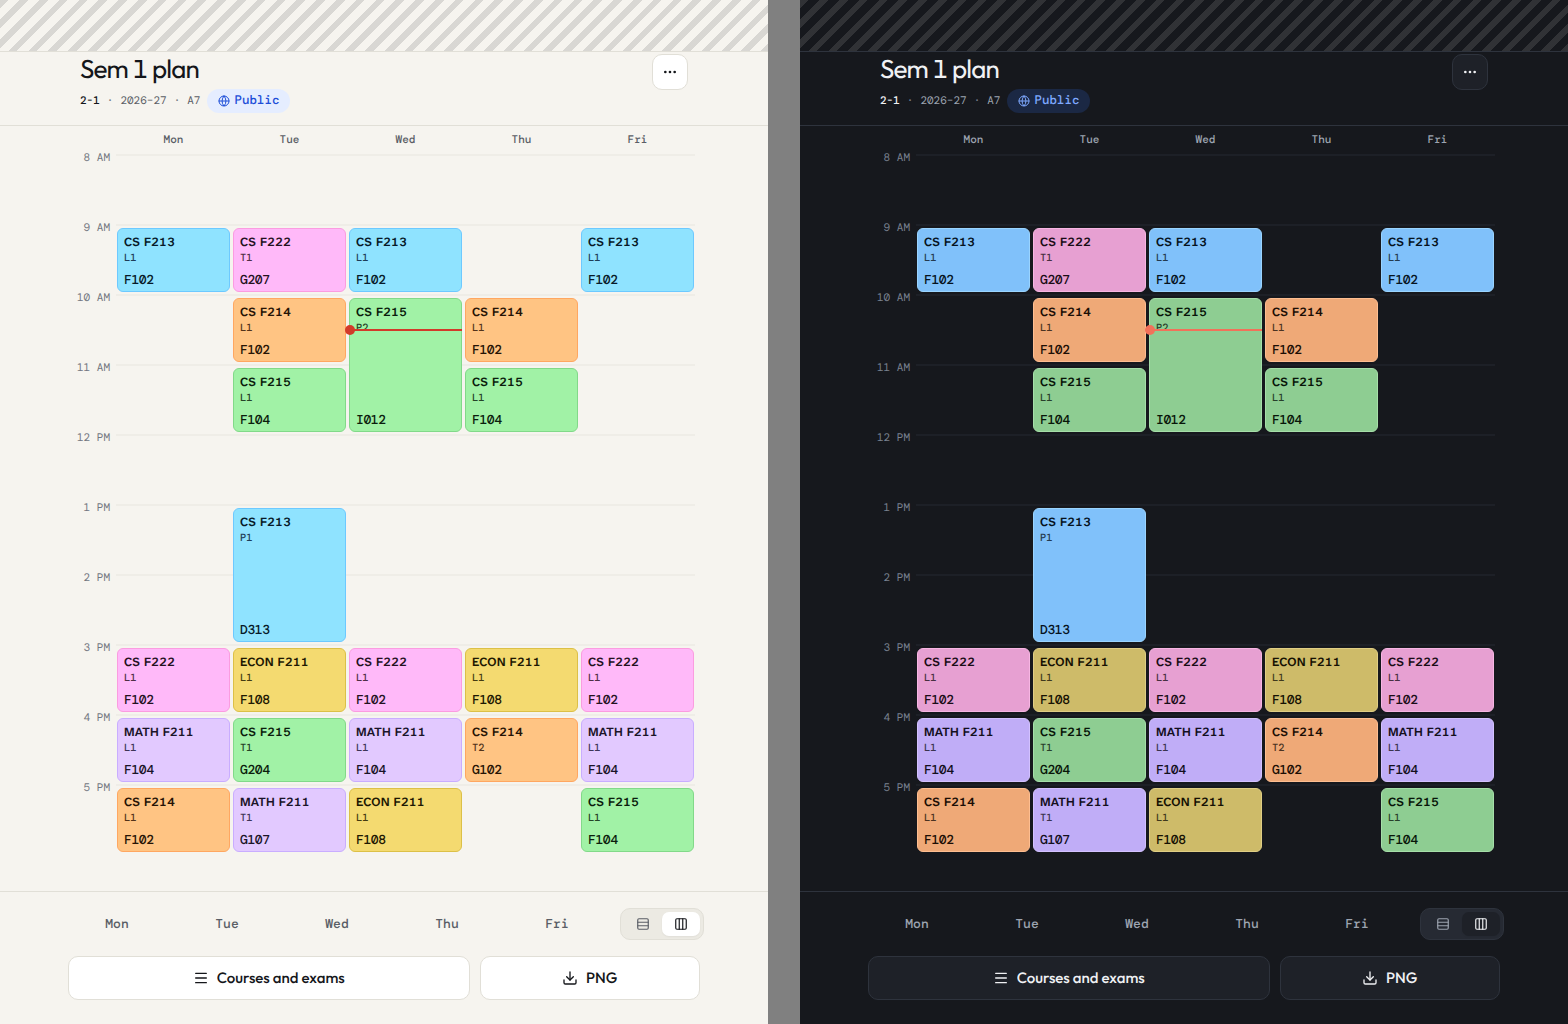 Sem 1 plan
2-1 · 2026-27 · A7 Public
Mon Tue Wed Thu Fri
8 AM
9 AM
CS F213 CS F222 CS F213 CS F213
L1 T1 L1 L1
F102 G207 F102 F102
10 AM
CS F214 CS F215 CS F214
L1 P2 L1
F102 F102
11 AM
CS F215 CS F215
L1 L1
F104 I012 F104
12 PM
1 PM
CS F213
P1
2 PM
D313
3 PM
CS F222 ECON F211 CS F222 ECON F211 CS F222
L1 L1 L1 L1 L1
F102 F108 F102 F108 F102
4 PM
MATH F211 CS F215 MATH F211 CS F214 MATH F211
L1 T1 L1 T2 L1
F104 G204 F104 G102 F104
5 PM
CS F214 MATH F211 ECON F211 CS F215
L1 T1 L1 L1
F102 G107 F108 F104
Mon Tue Wed Thu Fri
Courses and exams PNG
Sem 1 plan
2-1 · 2026-27 · A7 Public
Mon Tue Wed Thu Fri
8 AM
9 AM
CS F213 CS F222 CS F213 CS F213
L1 T1 L1 L1
F102 G207 F102 F102
10 AM
CS F214 CS F215 CS F214
L1 P2 L1
F102 F102
11 AM
CS F215 CS F215
L1 L1
F104 I012 F104
12 PM
1 PM
CS F213
P1
2 PM
D313
3 PM
CS F222 ECON F211 CS F222 ECON F211 CS F222
L1 L1 L1 L1 L1
F102 F108 F102 F108 F102
4 PM
MATH F211 CS F215 MATH F211 CS F214 MATH F211
L1 T1 L1 T2 L1
F104 G204 F104 G102 F104
5 PM
CS F214 MATH F211 ECON F211 CS F215
L1 T1 L1 L1
F102 G107 F108 F104
Mon Tue Wed Thu Fri
Courses and exams PNG